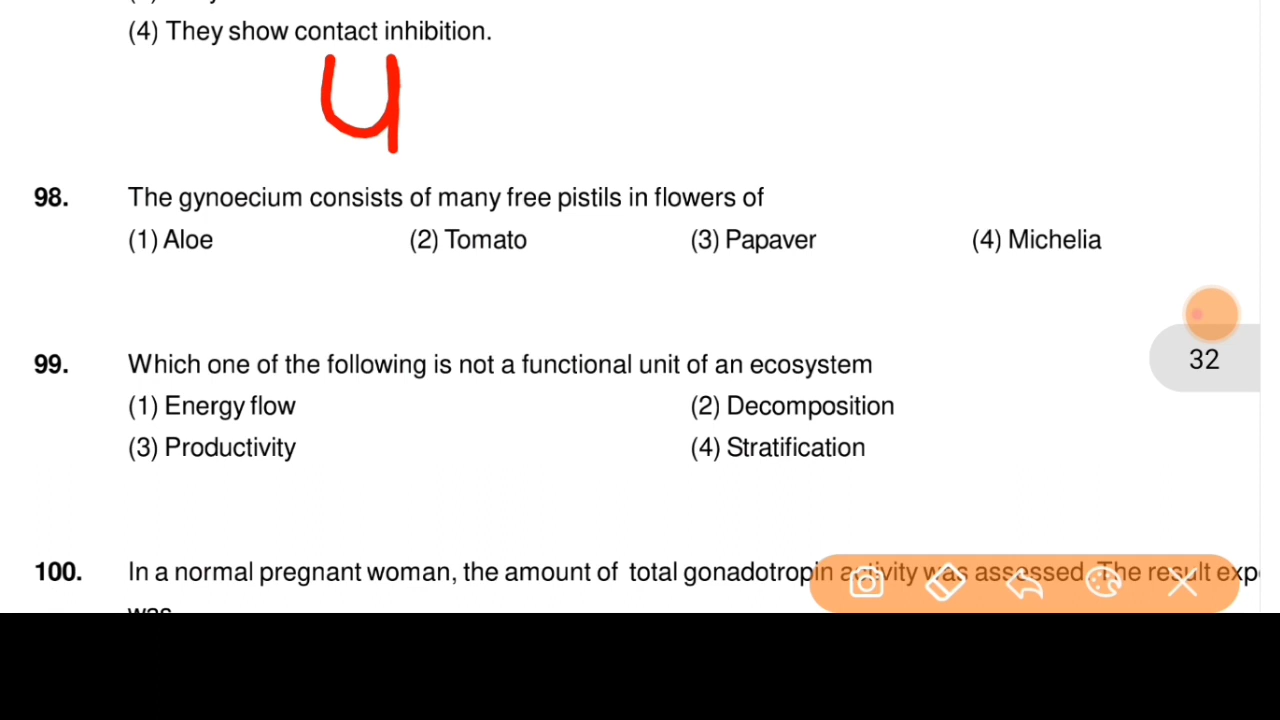 (4) They show contact inhibition.
4
98. The gynoecium consists of many free pistils in flowers of
(1) Aloe (2) Tomato (3) Papaver (4) Michelia
32
99. Which one of the following is not a functional unit of an ecosystem
(1) Energy flow (2) Decomposition
(3) Productivity (4) Stratification
100. In a normal pregnant woman, the amount of total gonadotropin activity was assessed. The result exp